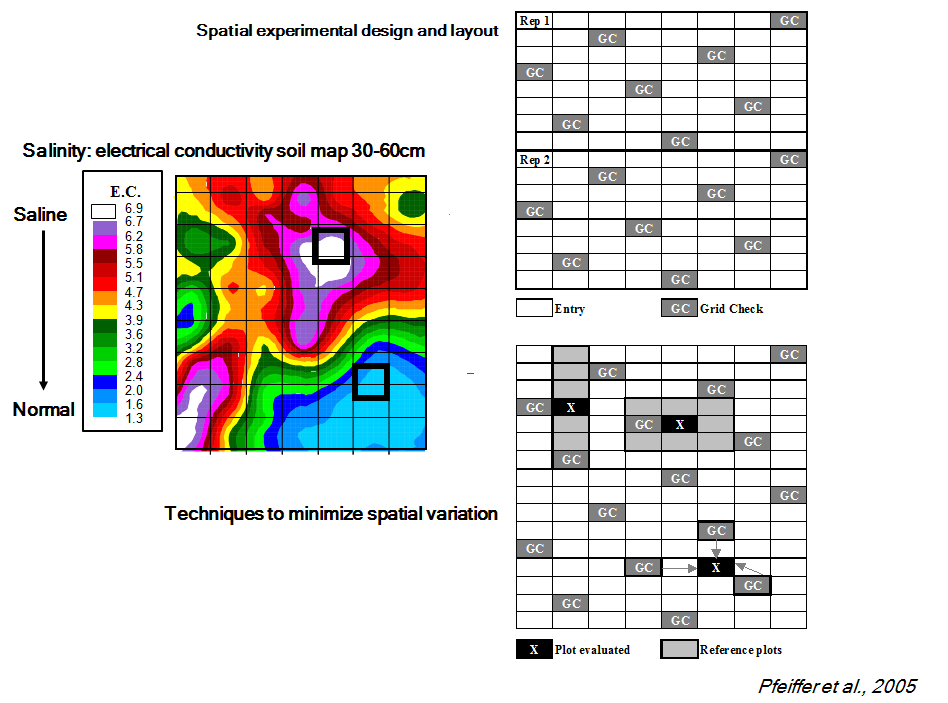 Spatial experimental design and layout
Rep 1
GC
GC
GC
GC
GC
GC
GC
GC
Rep 2
GC
GC
GC
GC
GC
GC
GC
GC
Entry
GC Grid Check
Salinity: electrical conductivity soil map 30-60cm
E.C.
Saline
6.9
6.7
6.2
5.8
5.5
5.1
4.7
4.3
3.9
3.6
3.2
2.8
2.4
2.0
1.6
1.3
Normal
Techniques to minimize spatial variation
GC
GC
GC
GC X
GC X
GC
GC
GC
GC
GC
GC
GC
GC X
GC
GC
GC
X Plot evaluated
Reference plots
Pfeiffer et al., 2005